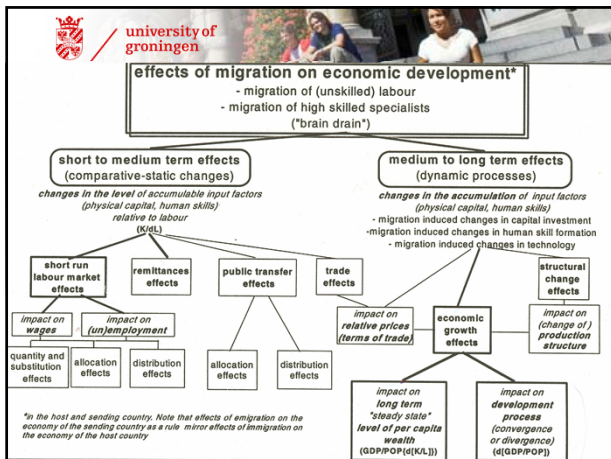 university of
groningen
effects of migration on economic development*
- migration of (unskilled) labour
- migration of high skilled specialists
("brain drain")
short to medium term effects
(comparative-static changes)
changes in the level of accumulable input factors
(physical capital, human skills)
relative to labour
(K/dL)
medium to long term effects
(dynamic processes)
changes in the accumulation of input factors
(physical capital, human skills)
- migration induced changes in capital investment
-migration induced changes in human skill formation
- migration induced changes in technology
short run
labour market
effects
remittances
effects
public transfer
effects
trade
effects
structural
change
effects
impact on
wages
impact on
(un)employment
impact on
relative prices
(terms of trade)
economic
growth
effects
impact on
(change of )
production
structure
quantity and
substitution
effects
allocation
effects
distribution
effects
allocation
effects
distribution
effects
impact on
long term
"steady state"
level of per capita
wealth
(GDP/POP(d[K/L]))
impact on
development
process
(convergence
or divergence)
(d[GDP/POP)
*in the host and sending country. Note that effects of emigration on the
economy of the sending country as a rule mirror effects of immigration on
the economy of the host country